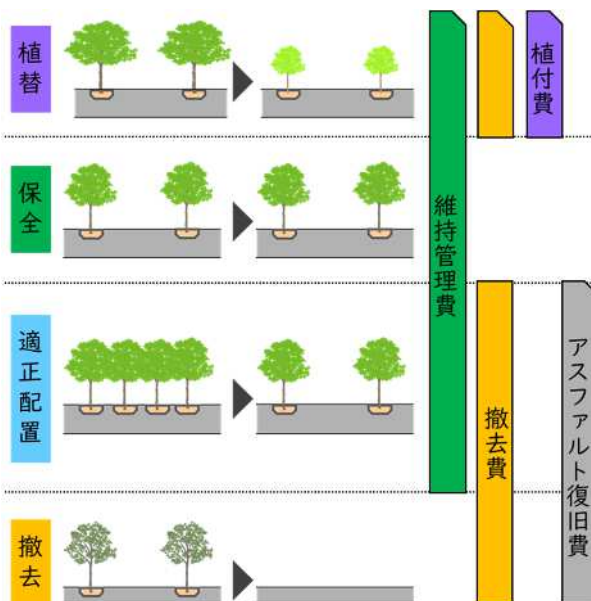 植替
保全
適正配置
撤去
維持管理費
撤去費
植付費
アスファルト復旧費